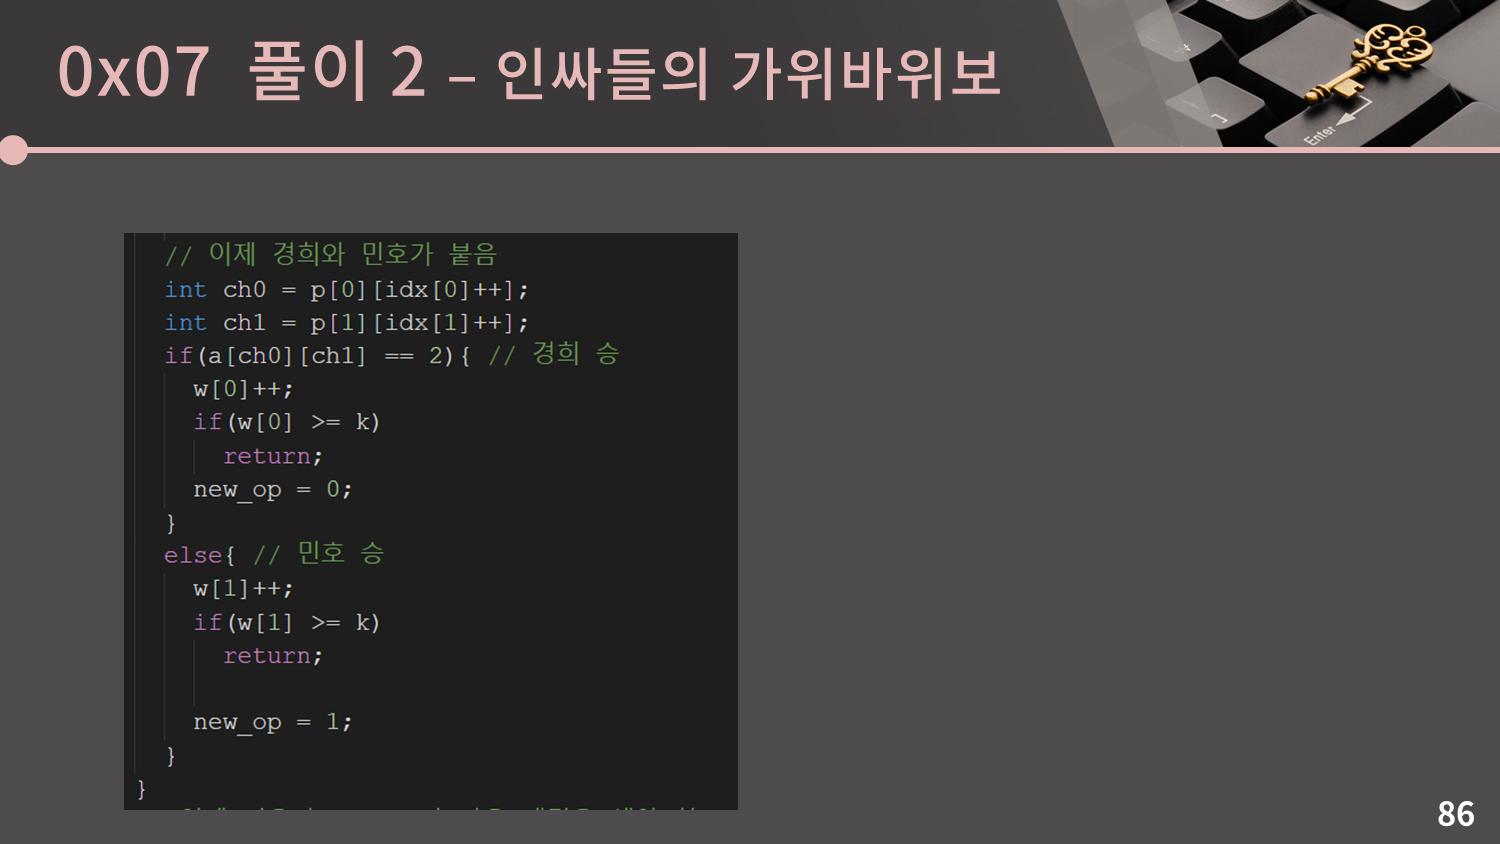 0x07 풀이 2 – 인싸들의 가위바위보
Enter
// 이제 경희와 민호가 붙음
int ch0 = p[0][idx[0]++];
int ch1 = p[1][idx[1]++];
if(a[ch0][ch1] == 2){ // 경희 승
w[0]++;
if(w[0] >= k)
return;
new_op = 0;
}
else{ // 민호 승
w[1]++;
if(w[1] >= k)
return;
new_op = 1;
}
}
86